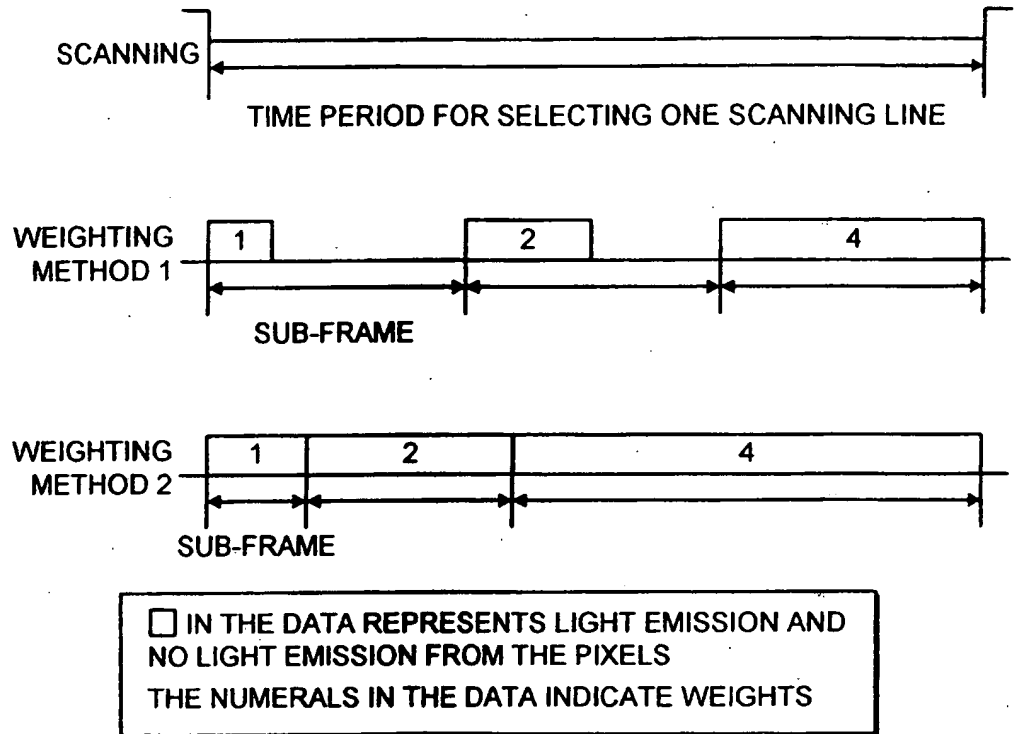 SCANNING
TIME PERIOD FOR SELECTING ONE SCANNING LINE
WEIGHTING
METHOD 1
1
2
4
SUB-FRAME
WEIGHTING
METHOD 2
1
2
4
SUB-FRAME
☐ IN THE DATA REPRESENTS LIGHT EMISSION AND
NO LIGHT EMISSION FROM THE PIXELS
THE NUMERALS IN THE DATA INDICATE WEIGHTS